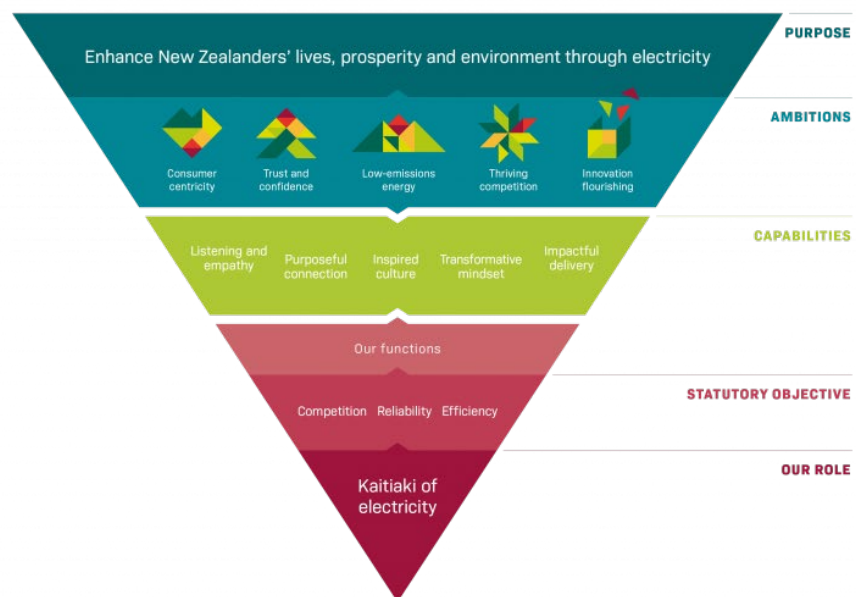 Enhance New Zealanders' lives, prosperity and environment through electricity
PURPOSE
AMBITIONS
Consumer
centricity
Trust and
confidence
Low-emissions
energy
Thriving
competition
Innovation
flourishing
CAPABILITIES
Listening and
empathy
Purposeful
connection
Inspired
culture
Transformative
mindset
Impactful
delivery
Our functions
STATUTORY OBJECTIVE
Competition Reliability Efficiency
OUR ROLE
Kaitiaki of
electricity